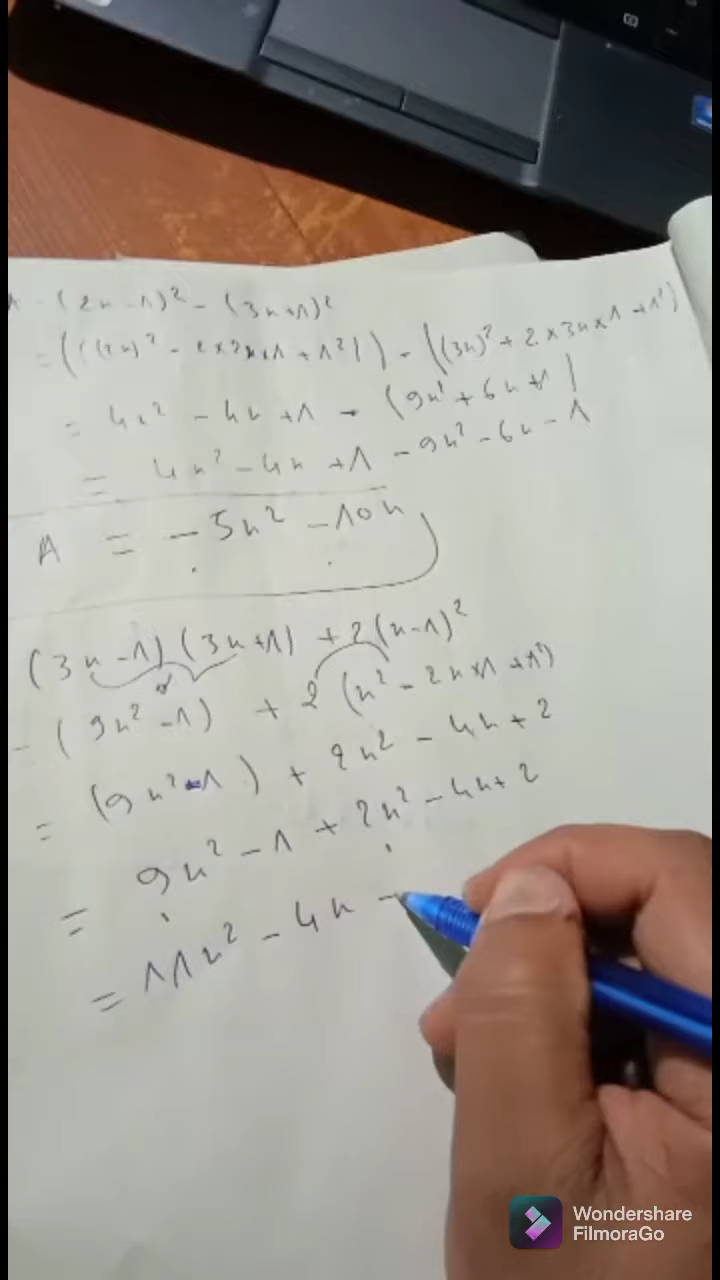 A = (2x-1)² - (3x+1)²
= (((2x)² - 2×2x×1 + 1²)) - ((3x)² + 2×3x×1 + 1²)
= 4x² - 4x + 1 - (9x² + 6x + 1)
= 4x² - 4x + 1 - 9x² - 6x - 1
A = -5x² - 10x
(3x-1)(3x+1) + 2(x-1)²
- (9x²-1) + 2(x² - 2x×1 + 1²)
= (9x²-1) + 2x² - 4x + 2
= 9x² - 1 + 2x² - 4x + 2
= 11x² - 4x -
Wondershare
FilmoraGo